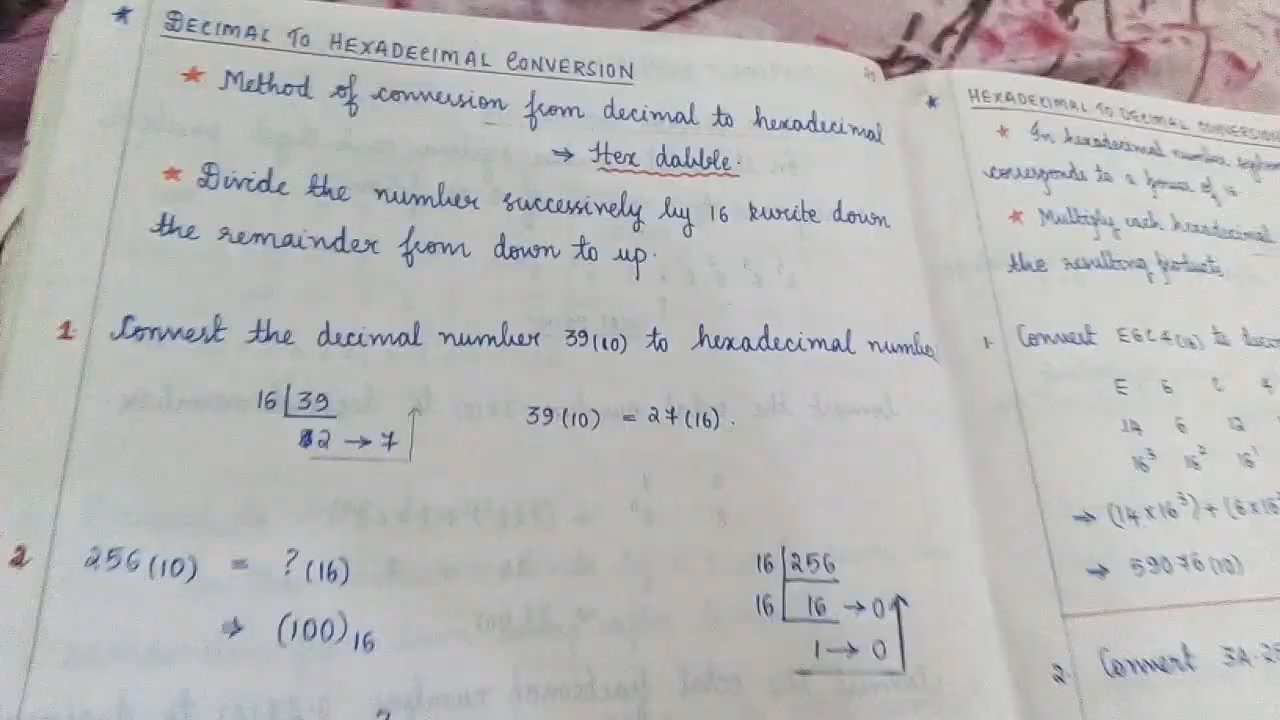 * DECIMAL TO HEXADECIMAL CONVERSION
★ Method of conversion from decimal to hexadecimal
→ Hex dabble.
★ Divide the number successively by 16 & write down
the remainder from down to up.
1. Convert the decimal number 39(10) to hexadecimal number
16 | 39
2 → 7
39(10) = 27(16).
2 256(10) = ?(16)
⇒ (100)16
16 | 256
16 | 16 → 0
1 → 0
* HEXADECIMAL TO DECIMAL CONVERSION
★ In hexadecimal number
corresponds to a power of 16
★ Multiply each hexadecimal
the resulting products
1. Convert E6C4(16) to
E 6 C 4
14 6 12
16³ 16² 16¹
⇒ (14×16³) + (6×16²
⇒ 59076(10)
2. Convert 3A.2